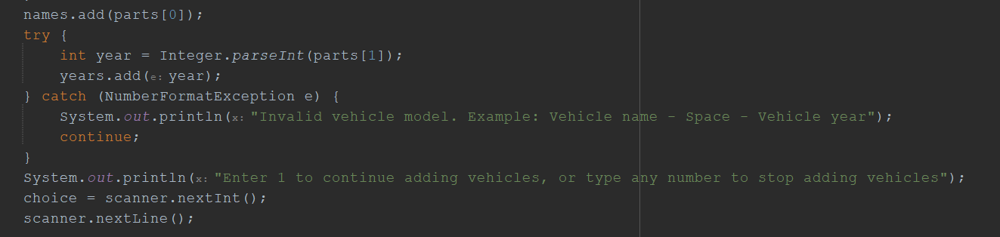 names.add(parts[0]);
try {
int year = Integer.parseInt(parts[1]);
years.add(e: year);
} catch (NumberFormatException e) {
System.out.println(x: "Invalid vehicle model. Example: Vehicle name - Space - Vehicle year");
continue;
}
System.out.println(x: "Enter 1 to continue adding vehicles, or type any number to stop adding vehicles");
choice = scanner.nextInt();
scanner.nextLine();